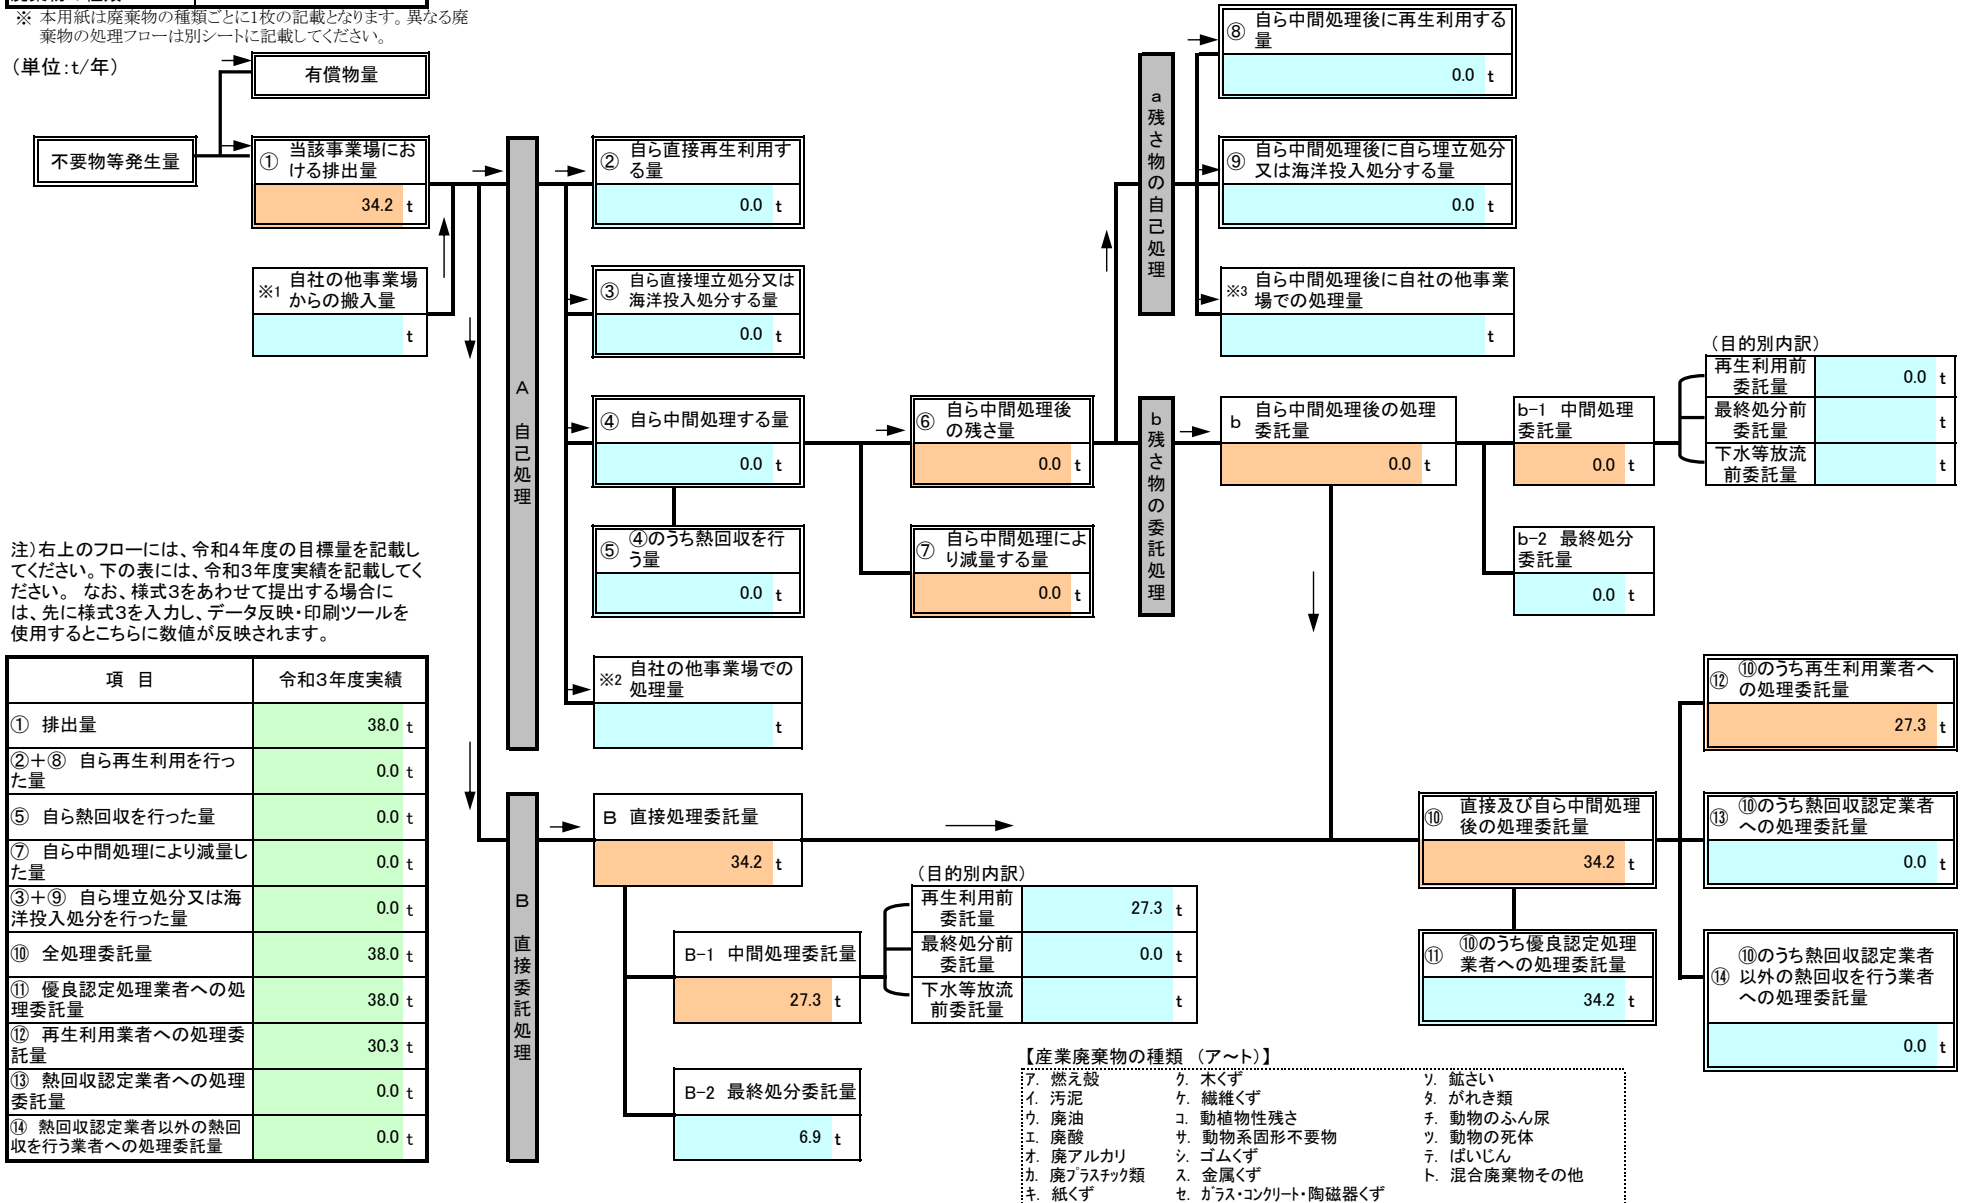 ※ 本用紙は廃棄物の種類ごとに1枚の記載となります。異なる廃
棄物の処理フローは別シートに記載してください。
(単位:t/年)
有償物量
不要物等発生量
① 当該事業場にお
ける排出量
34.2 t
※1 自社の他事業場
からの搬入量
t
A 自己処理
② 自ら直接再生利用す
る量
0.0 t
③ 自ら直接埋立処分又は
海洋投入処分する量
0.0 t
④ 自ら中間処理する量
0.0 t
⑤ ④のうち熱回収を行
う量
0.0 t
※2 自社の他事業場での
処理量
t
⑥ 自ら中間処理後
の残さ量
0.0 t
⑦ 自ら中間処理によ
り減量する量
0.0 t
a 残さ物の自己処理
⑧ 自ら中間処理後に再生利用する
量
0.0 t
⑨ 自ら中間処理後に自ら埋立処分
又は海洋投入処分する量
0.0 t
※3 自ら中間処理後に自社の他事業
場での処理量
t
b 残さ物の委託処理
b 自ら中間処理後の処理
委託量
0.0 t
b-1 中間処理
委託量
0.0 t
b-2 最終処分
委託量
0.0 t
(目的別内訳)
再生利用前
委託量
0.0 t
最終処分前
委託量
t
下水等放流
前委託量
t
注)右上のフローには、令和4年度の目標量を記載し
てください。下の表には、令和3年度実績を記載してく
ださい。 なお、様式3をあわせて提出する場合に
は、先に様式3を入力し、データ反映・印刷ツールを
使用するとこちらに数値が反映されます。
項 目 令和3年度実績
① 排出量 38.0 t
②+⑧ 自ら再生利用を行っ
た量 0.0 t
⑤ 自ら熱回収を行った量 0.0 t
⑦ 自ら中間処理により減量し
た量 0.0 t
③+⑨ 自ら埋立処分又は海
洋投入処分を行った量 0.0 t
⑩ 全処理委託量 38.0 t
⑪ 優良認定処理業者への処
理委託量 38.0 t
⑫ 再生利用業者への処理委
託量 30.3 t
⑬ 熱回収認定業者への処理
委託量 0.0 t
⑭ 熱回収認定業者以外の熱回
収を行う業者への処理委託量 0.0 t
B 直接委託処理
B 直接処理委託量
34.2 t
B-1 中間処理委託量
27.3 t
B-2 最終処分委託量
6.9 t
(目的別内訳)
再生利用前
委託量
27.3 t
最終処分前
委託量
0.0 t
下水等放流
前委託量
t
⑩ 直接及び自ら中間処理
後の処理委託量
34.2 t
⑪ ⑩のうち優良認定処理
業者への処理委託量
34.2 t
⑫ ⑩のうち再生利用業者へ
の処理委託量
27.3 t
⑬ ⑩のうち熱回収認定業者
への処理委託量
0.0 t
⑭ ⑩のうち熱回収認定業者
以外の熱回収を行う業者
への処理委託量
0.0 t
【産業廃棄物の種類 (ア~ト)】
ア. 燃え殻 ク. 木くず ソ. 鉱さい
イ. 汚泥 ケ. 繊維くず タ. がれき類
ウ. 廃油 コ. 動植物性残さ チ. 動物のふん尿
エ. 廃酸 サ. 動物系固形不要物 ツ. 動物の死体
オ. 廃アルカリ シ. ゴムくず テ. ばいじん
カ. 廃プラスチック類 ス. 金属くず ト. 混合廃棄物その他
キ. 紙くず セ. ガラス・コンクリート・陶磁器くず